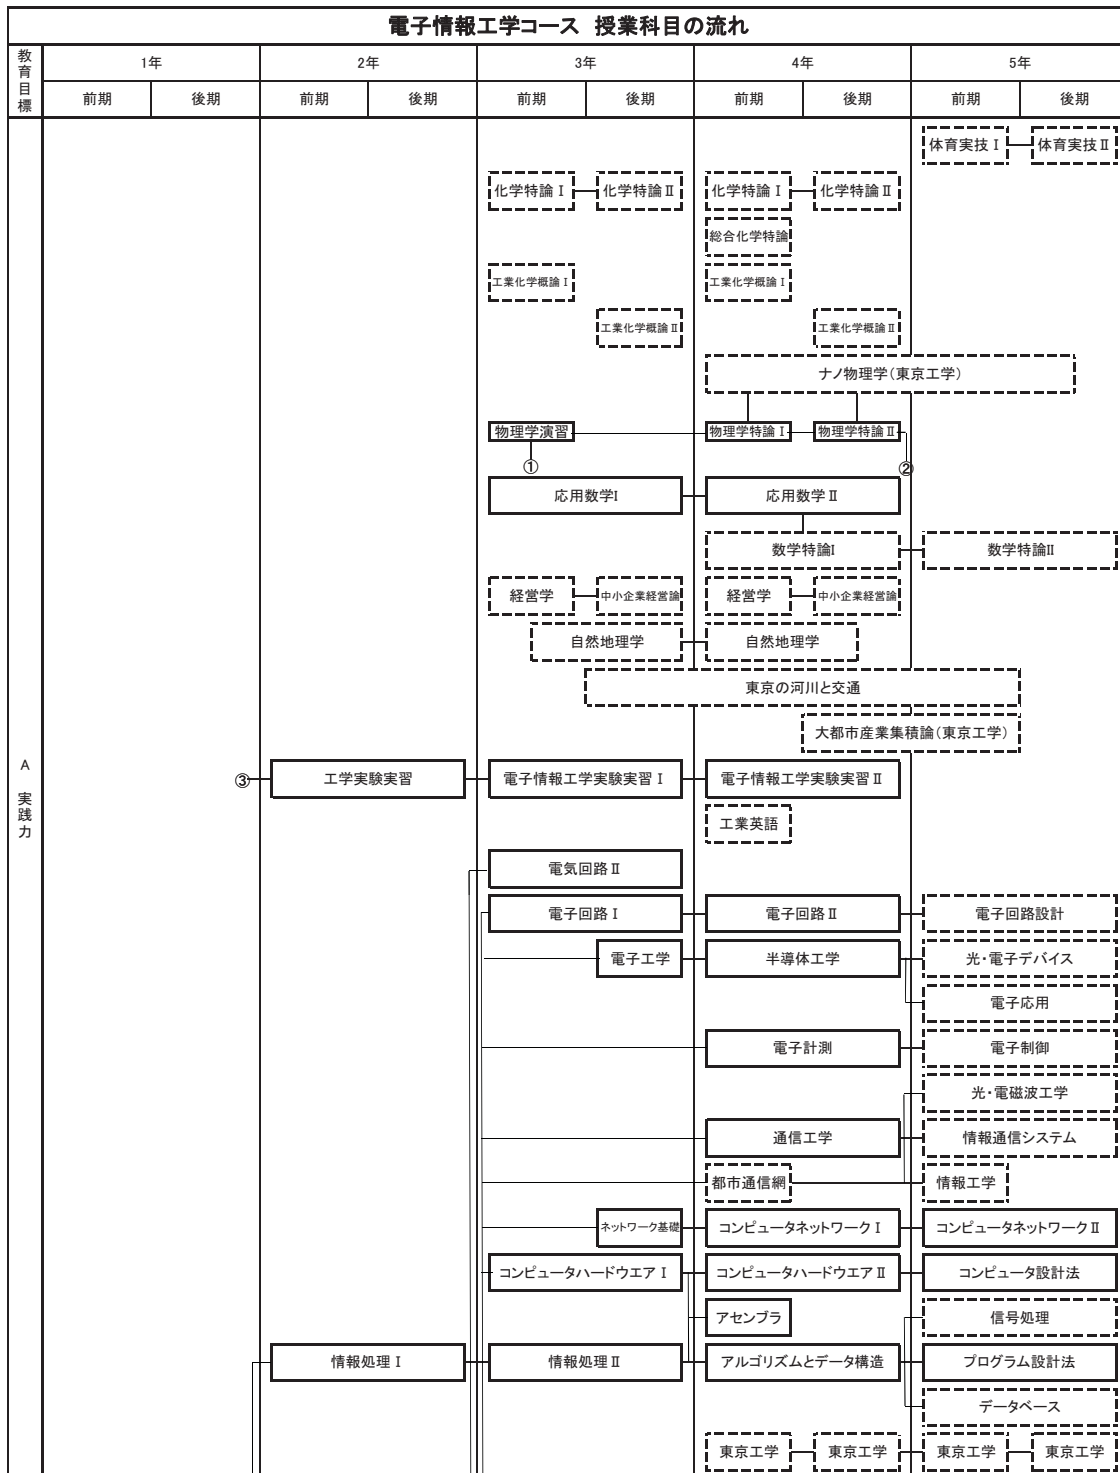 電子情報工学コース 授業科目の流れ
教育目標
1年 2年 3年 4年 5年
前期 後期 前期 後期 前期 後期 前期 後期 前期 後期
体育実技Ⅰ 体育実技Ⅱ
化学特論Ⅰ 化学特論Ⅱ 化学特論Ⅰ 化学特論Ⅱ
総合化学特論
工業化学概論Ⅰ 工業化学概論Ⅰ
工業化学概論Ⅱ 工業化学概論Ⅱ
ナノ物理学(東京工学)
物理学演習 物理学特論Ⅰ 物理学特論Ⅱ
① ②
応用数学I 応用数学Ⅱ
数学特論I 数学特論II
経営学 中小企業経営論 経営学 中小企業経営論
自然地理学 自然地理学
東京の河川と交通
大都市産業集積論(東京工学)
A 実践力
③ 工学実験実習 電子情報工学実験実習Ⅰ 電子情報工学実験実習Ⅱ
工業英語
電気回路Ⅱ
電子回路Ⅰ 電子回路Ⅱ 電子回路設計
電子工学 半導体工学 光・電子デバイス
電子応用
電子計測 電子制御
光・電磁波工学
通信工学 情報通信システム
都市通信網 情報工学
ネットワーク基礎 コンピュータネットワークⅠ コンピュータネットワークⅡ
コンピュータハードウエアⅠ コンピュータハードウエアⅡ コンピュータ設計法
アセンブラ 信号処理
情報処理Ⅰ 情報処理Ⅱ アルゴリズムとデータ構造 プログラム設計法
データベース
東京工学 東京工学 東京工学 東京工学